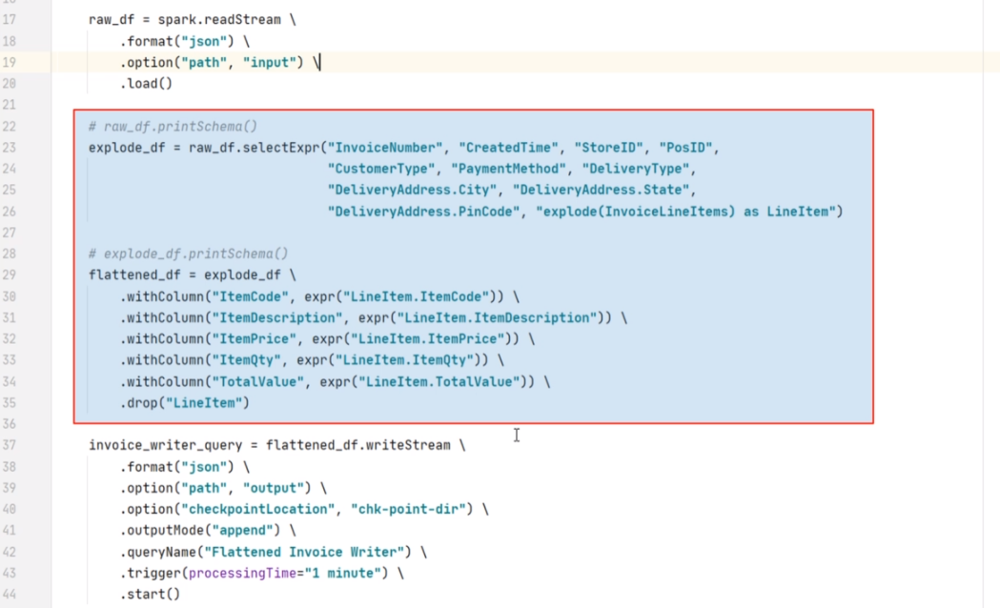 17 raw_df = spark.readStream \
18 .format("json") \
19 .option("path", "input") \
20 .load()
21
22 # raw_df.printSchema()
23 explode_df = raw_df.selectExpr("InvoiceNumber", "CreatedTime", "StoreID", "PosID",
24 "CustomerType", "PaymentMethod", "DeliveryType",
25 "DeliveryAddress.City", "DeliveryAddress.State",
26 "DeliveryAddress.PinCode", "explode(InvoiceLineItems) as LineItem")
27
28 # explode_df.printSchema()
29 flattened_df = explode_df \
30 .withColumn("ItemCode", expr("LineItem.ItemCode")) \
31 .withColumn("ItemDescription", expr("LineItem.ItemDescription")) \
32 .withColumn("ItemPrice", expr("LineItem.ItemPrice")) \
33 .withColumn("ItemQty", expr("LineItem.ItemQty")) \
34 .withColumn("TotalValue", expr("LineItem.TotalValue")) \
35 .drop("LineItem")
36
37 invoice_writer_query = flattened_df.writeStream \
38 .format("json") \
39 .option("path", "output") \
40 .option("checkpointLocation", "chk-point-dir") \
41 .outputMode("append") \
42 .queryName("Flattened Invoice Writer") \
43 .trigger(processingTime="1 minute") \
44 .start()